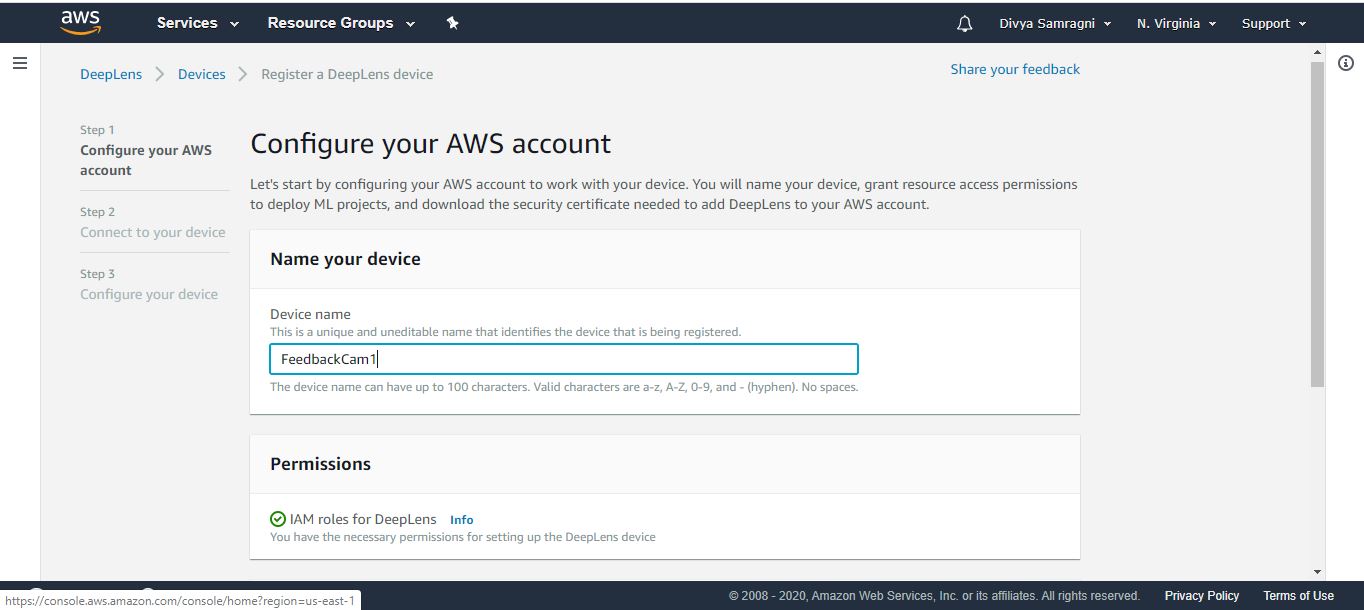 aws Services Resource Groups Divya Samragni N. Virginia Support
DeepLens Devices Register a DeepLens device Share your feedback
Step 1
Configure your AWS
account
Step 2
Connect to your device
Step 3
Configure your device
Configure your AWS account
Let's start by configuring your AWS account to work with your device. You will name your device, grant resource access permissions
to deploy ML projects, and download the security certificate needed to add DeepLens to your AWS account.
Name your device
Device name
This is a unique and uneditable name that identifies the device that is being registered.
FeedbackCam1
The device name can have up to 100 characters. Valid characters are a-z, A-Z, 0-9, and - (hyphen). No spaces.
Permissions
IAM roles for DeepLens Info
You have the necessary permissions for setting up the DeepLens device
https://console.aws.amazon.com/console/home?region=us-east-1
© 2008 - 2020, Amazon Web Services, Inc. or its affiliates. All rights reserved. Privacy Policy Terms of Use